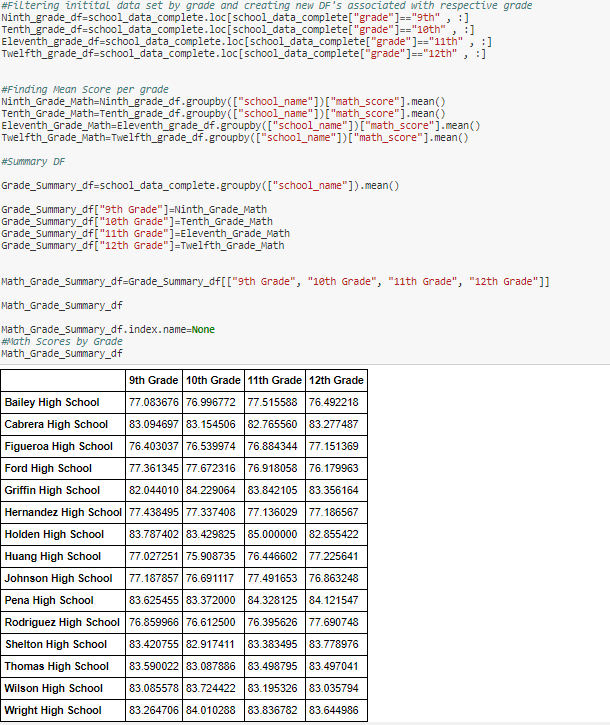 #Filtering initital data set by grade and creating new DF's associated with respective grade
Ninth_grade_df=school_data_complete.loc[school_data_complete["grade"]=="9th" , :]
Tenth_grade_df=school_data_complete.loc[school_data_complete["grade"]=="10th" , :]
Eleventh_grade_df=school_data_complete.loc[school_data_complete["grade"]=="11th" , :]
Twelfth_grade_df=school_data_complete.loc[school_data_complete["grade"]=="12th" , :]
#Finding Mean Score per grade
Ninth_Grade_Math=Ninth_grade_df.groupby(["school_name"])["math_score"].mean()
Tenth_Grade_Math=Tenth_grade_df.groupby(["school_name"])["math_score"].mean()
Eleventh_Grade_Math=Eleventh_grade_df.groupby(["school_name"])["math_score"].mean()
Twelfth_Grade_Math=Twelfth_grade_df.groupby(["school_name"])["math_score"].mean()
#Summary DF
Grade_Summary_df=school_data_complete.groupby(["school_name"]).mean()
Grade_Summary_df["9th Grade"]=Ninth_Grade_Math
Grade_Summary_df["10th Grade"]=Tenth_Grade_Math
Grade_Summary_df["11th Grade"]=Eleventh_Grade_Math
Grade_Summary_df["12th Grade"]=Twelfth_Grade_Math
Math_Grade_Summary_df=Grade_Summary_df[["9th Grade", "10th Grade", "11th Grade", "12th Grade"]]
Math_Grade_Summary_df
Math_Grade_Summary_df.index.name=None
#Math Scores by Grade
Math_Grade_Summary_df
9th Grade 10th Grade 11th Grade 12th Grade
Bailey High School 77.083676 76.996772 77.515588 76.492218
Cabrera High School 83.094697 83.154506 82.765560 83.277487
Figueroa High School 76.403037 76.539974 76.884344 77.151369
Ford High School 77.361345 77.672316 76.918058 76.179963
Griffin High School 82.044010 84.229064 83.842105 83.356164
Hernandez High School 77.438495 77.337408 77.136029 77.186567
Holden High School 83.787402 83.429825 85.000000 82.855422
Huang High School 77.027251 75.908735 76.446602 77.225641
Johnson High School 77.187857 76.691117 77.491653 76.863248
Pena High School 83.625455 83.372000 84.328125 84.121547
Rodriguez High School 76.859966 76.612500 76.395626 77.690748
Shelton High School 83.420755 82.917411 83.383495 83.778976
Thomas High School 83.590022 83.087886 83.498795 83.497041
Wilson High School 83.085578 83.724422 83.195326 83.035794
Wright High School 83.264706 84.010288 83.836782 83.644986